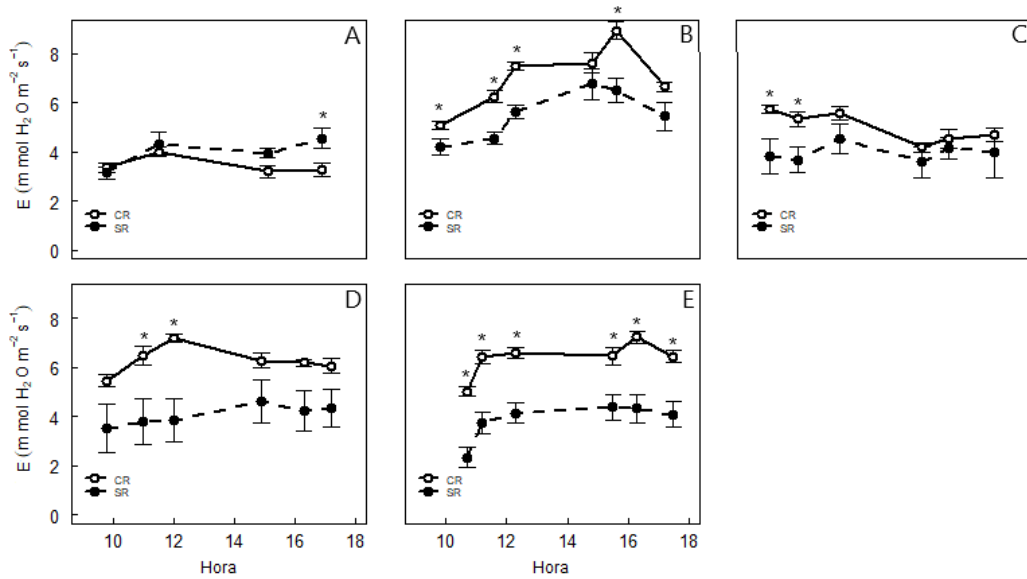 A
B
C
E (m mol H₂O m⁻² s⁻¹)
8
6
4
2
0
*
* * * *
* *
CR
SR
CR
SR
CR
SR
D
E
E (m mol H₂O m⁻² s⁻¹)
8
6
4
2
0
* *
* * * * * *
CR
SR
CR
SR
10 12 14 16 18
10 12 14 16 18
Hora
Hora